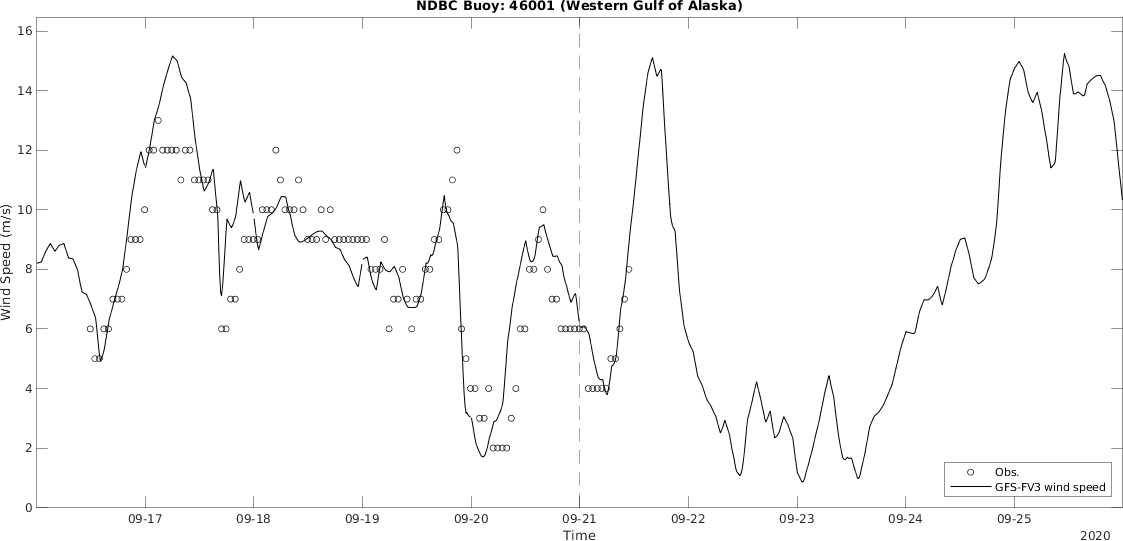 NDBC Buoy: 46001 (Western Gulf of Alaska)
16
14
12
10
8
6
4
2
0
Wind Speed (m/s)
09-17 09-18 09-19 09-20 09-21 09-22 09-23 09-24 09-25
Time
2020
Obs.
GFS-FV3 wind speed